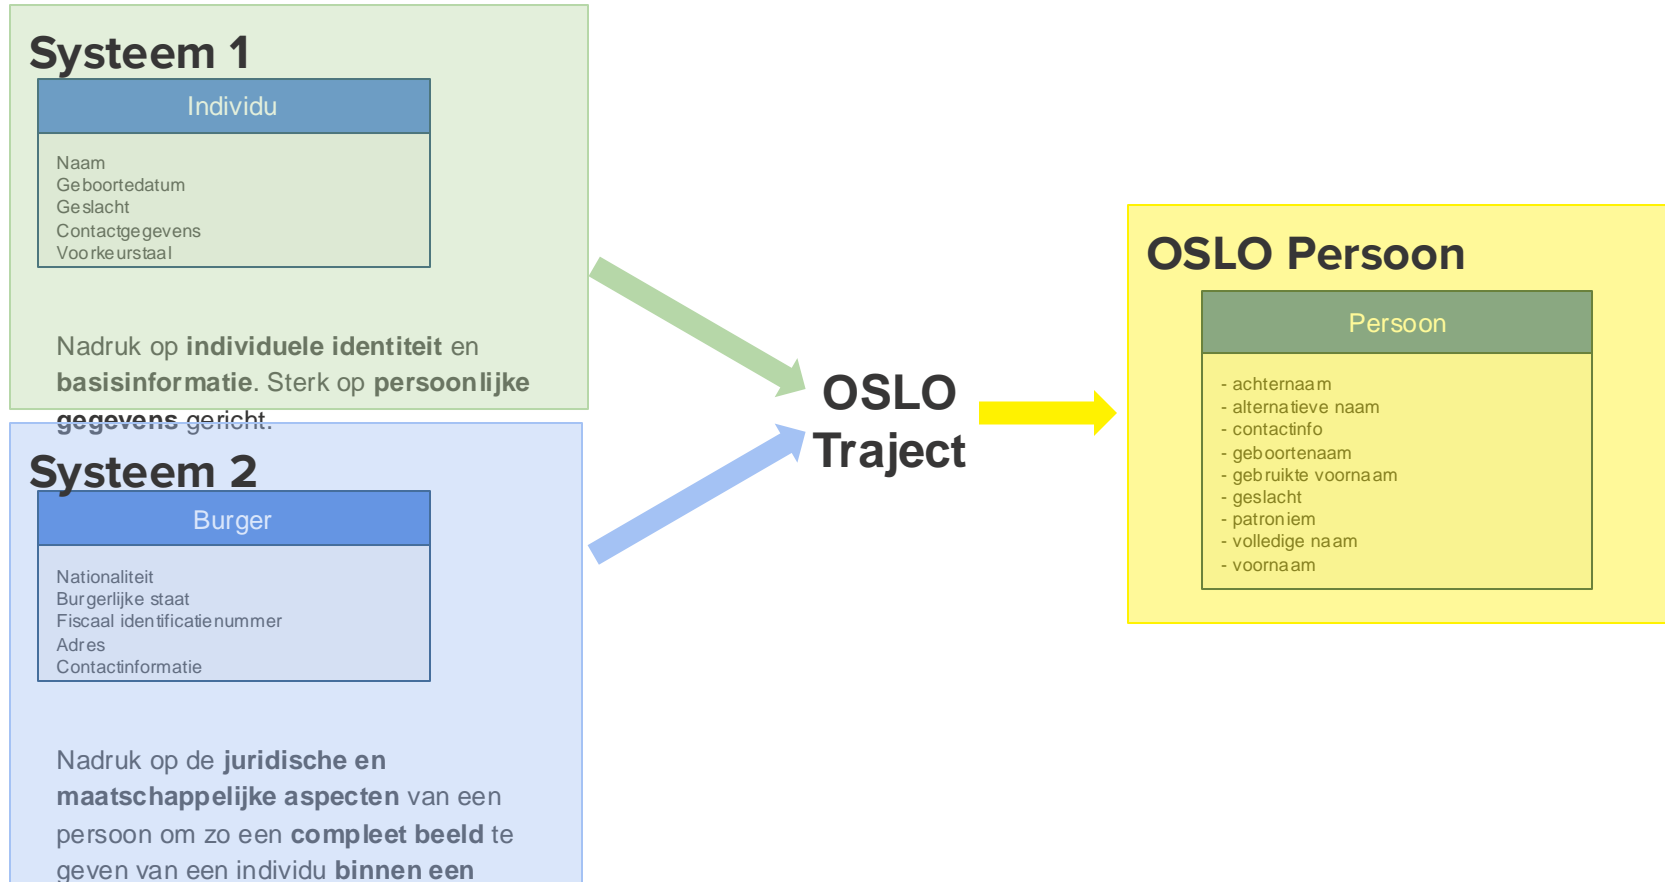 Systeem 1
Individu
Naam
Geboortedatum
Geslacht
Contactgegevens
Voorkeurstaal
Nadruk op individuele identiteit en
basisinformatie. Sterk op persoonlijke
gegevens gericht.
Systeem 2
Burger
Nationaliteit
Burgerlijke staat
Fiscaal identificatienummer
Adres
Contactinformatie
Nadruk op de juridische en
maatschappelijke aspecten van een
persoon om zo een compleet beeld te
geven van een individu binnen een
OSLO
Traject
OSLO Persoon
Persoon
- achternaam
- alternatieve naam
- contactinfo
- geboortenaam
- gebruikte voornaam
- geslacht
- patroniem
- volledige naam
- voornaam